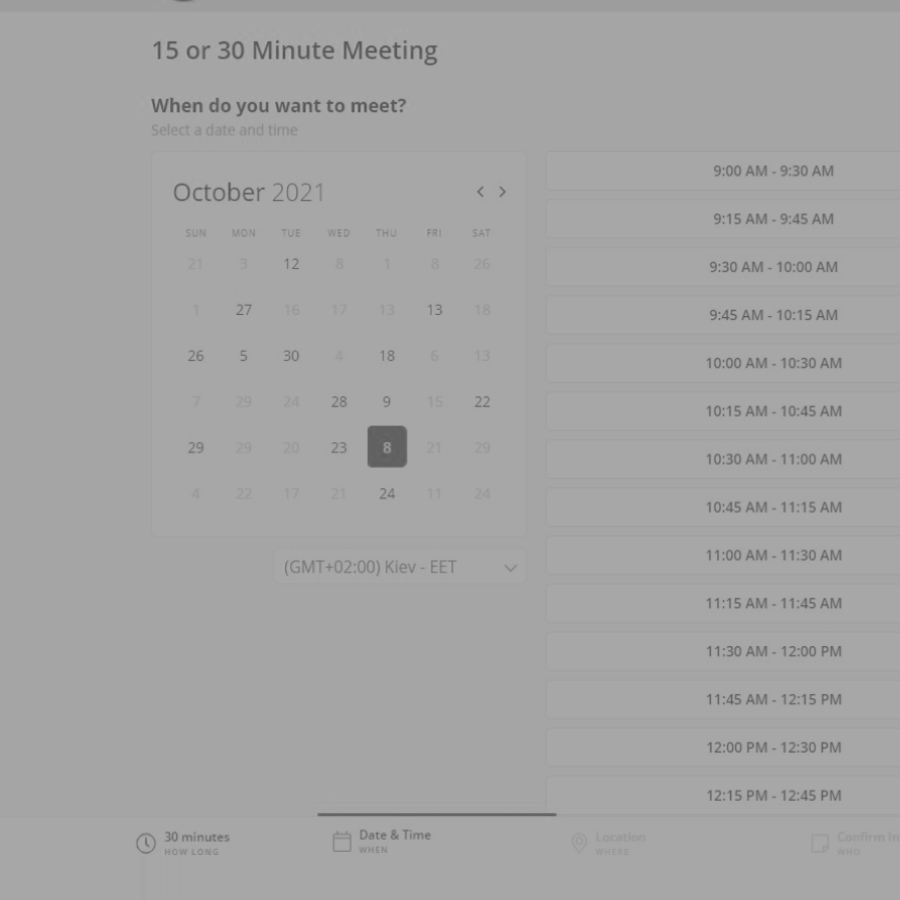 15 or 30 Minute Meeting
When do you want to meet?
Select a date and time
October 2021
SUN MON TUE WED THU FRI SAT
21 3 12 8 1 8 26
1 27 16 17 13 13 18
26 5 30 4 18 6 13
7 29 24 28 9 15 22
29 29 20 23 8 21 29
4 22 17 21 24 11 24
(GMT+02:00) Kiev - EET
9:00 AM - 9:30 AM
9:15 AM - 9:45 AM
9:30 AM - 10:00 AM
9:45 AM - 10:15 AM
10:00 AM - 10:30 AM
10:15 AM - 10:45 AM
10:30 AM - 11:00 AM
10:45 AM - 11:15 AM
11:00 AM - 11:30 AM
11:15 AM - 11:45 AM
11:30 AM - 12:00 PM
11:45 AM - 12:15 PM
12:00 PM - 12:30 PM
12:15 PM - 12:45 PM
30 minutes
HOW LONG
Date & Time
WHEN
Location
WHERE
Confirm In
WHO